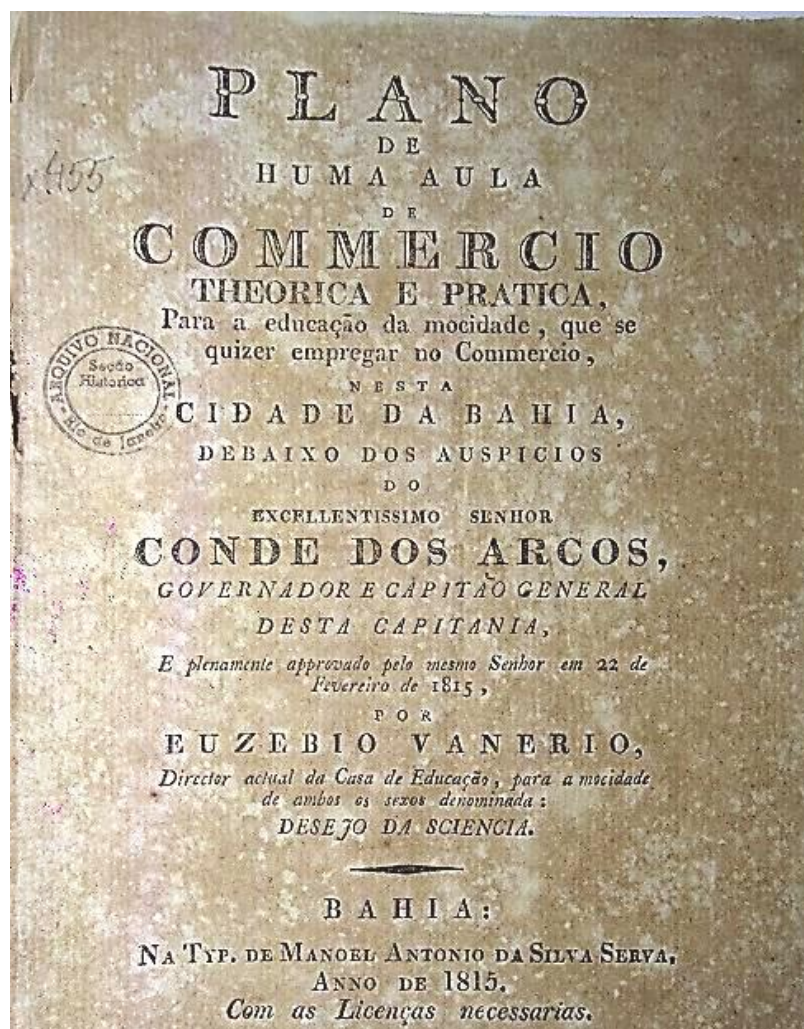 PLANO
DE
HUMA AULA
DE
COMMERCIO
THEORICA E PRATICA,
Para a educação da mocidade, que se
quizer empregar no Commercio,
NESTA
CIDADE DA BAHIA,
DEBAIXO DOS AUSPICIOS
DO
EXCELLENTISSIMO SENHOR
CONDE DOS ARCOS,
GOVERNADOR E CAPITÃO GENERAL
DESTA CAPITANIA,
E plenamente approvado pelo mesmo Senhor em 22 de
Fevereiro de 1815,
POR
EUZEBIO VANERIO,
Director actual da Casa de Educação, para a mocidade
de ambos os sexos denominada:
DESEJO DA SCIENCIA.
BAHIA:
NA TYP. DE MANOEL ANTONIO DA SILVA SERVA,
ANNO DE 1815.
Com as Licenças necessarias.
x 455
ARQUIVO NACIONAL
Secão
Historica
Rio de Janeiro